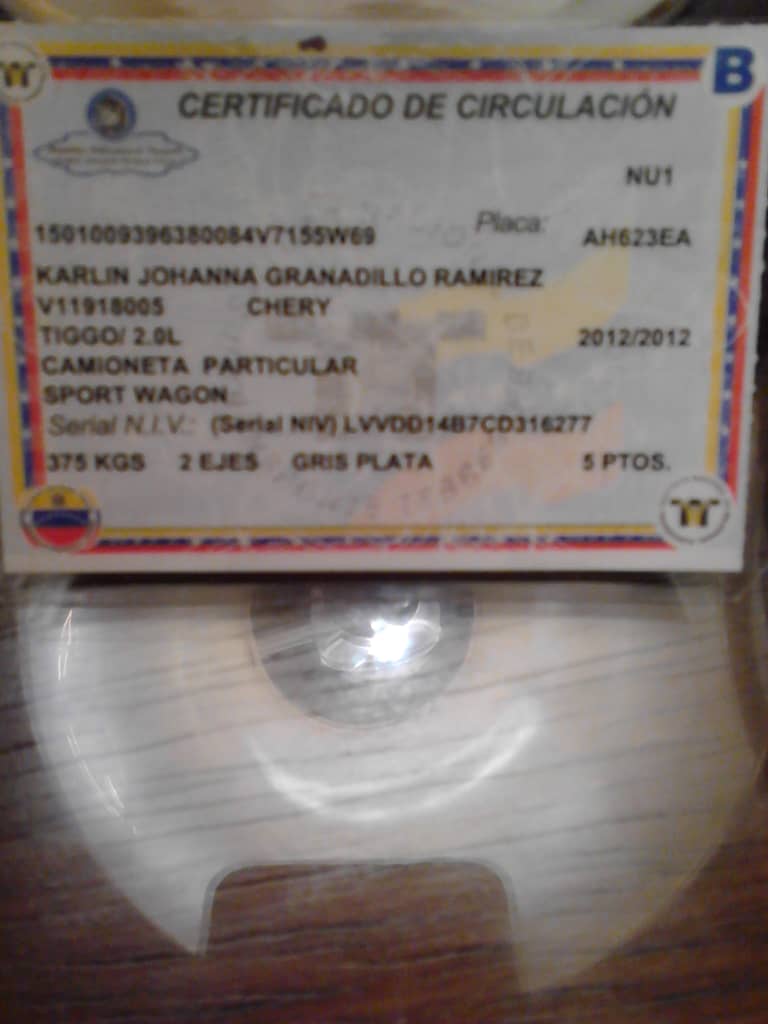 B
CERTIFICADO DE CIRCULACIÓN
NU1
1501009396380084V7155W69 Placa: AH623EA
KARLIN JOHANNA GRANADILLO RAMIREZ
V11918005 CHERY
TIGGO/ 2.0L 2012/2012
CAMIONETA PARTICULAR
SPORT WAGON
Serial N.I.V.: (Serial NIV) LVVDD14B7CD316277
375 KGS 2 EJES GRIS PLATA 5 PTOS.